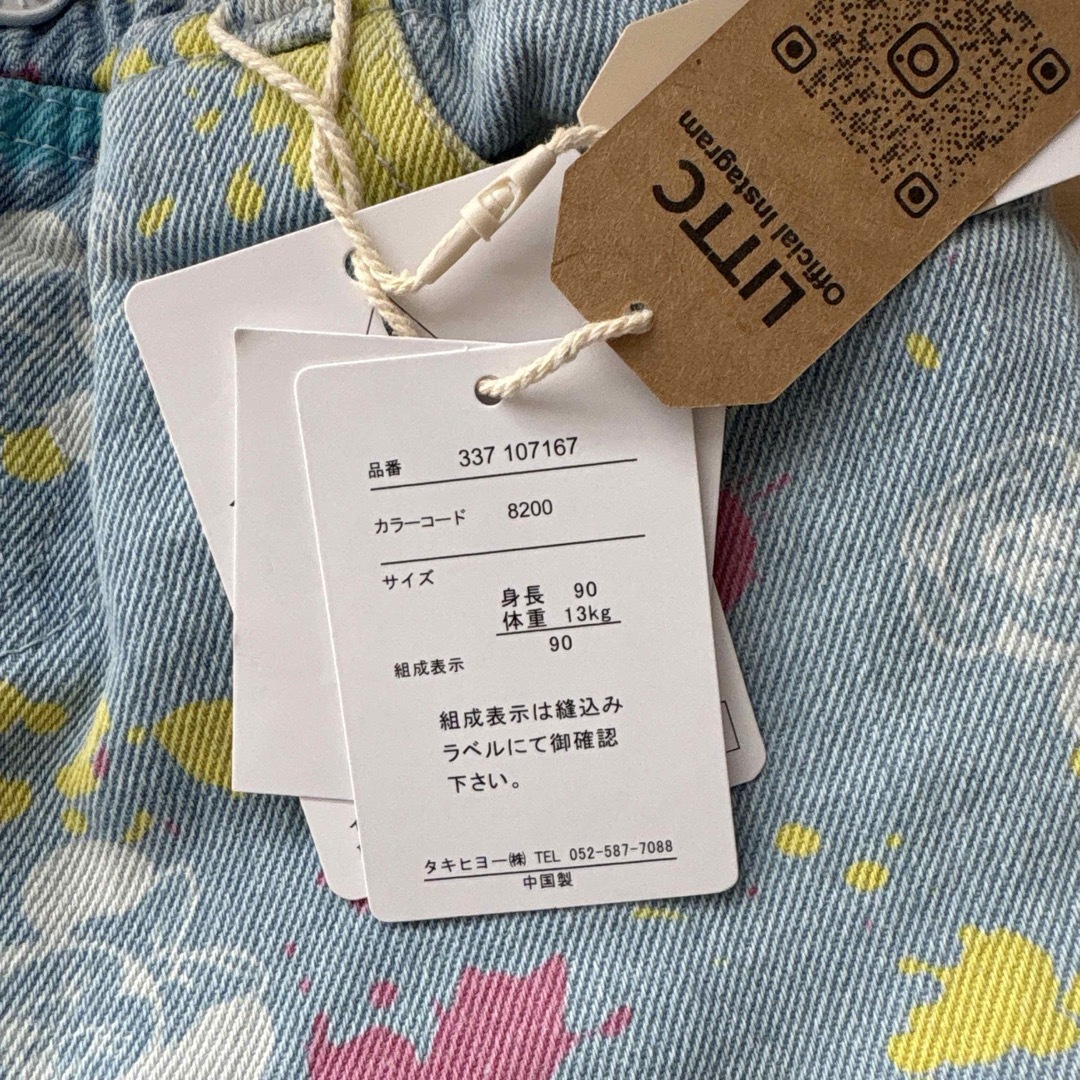 LITTC
Official Instagram
品番 337 107167
カラーコード 8200
サイズ
身長 90
体重 13kg
90
組成表示
組成表示は縫込み
ラベルにて御確認
下さい。
タキヒヨー㈱ TEL 052-587-7088
中国製